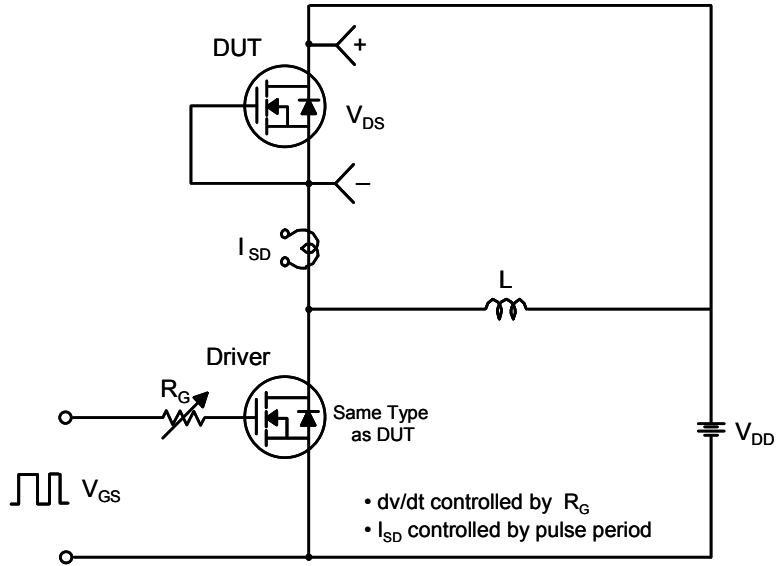 DUT
+
V_DS
–
I_SD
L
Driver
R_G
Same Type
as DUT
V_DD
V_GS
• dv/dt controlled by R_G
• I_SD controlled by pulse period